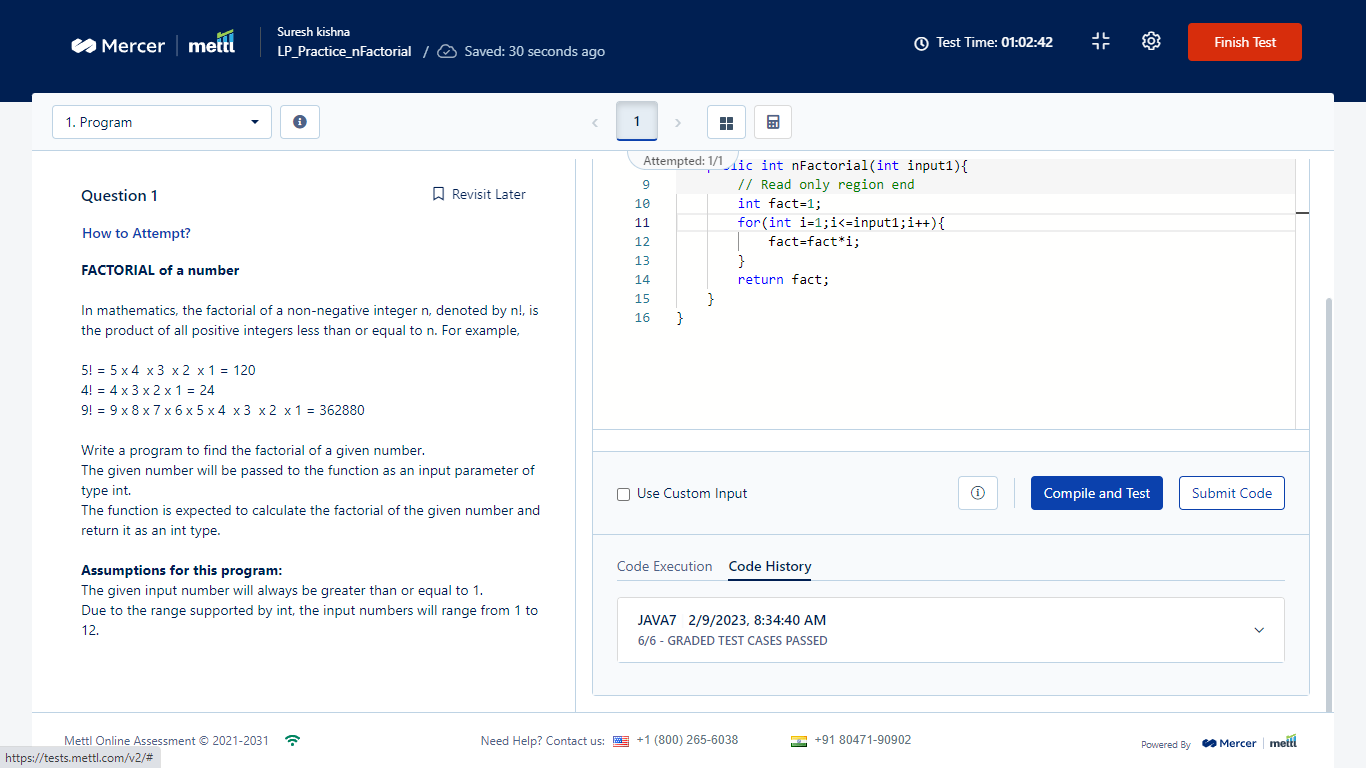 Mercer | mettl
Suresh kishna
LP_Practice_nFactorial / Saved: 30 seconds ago
Test Time: 01:02:42
Finish Test
1. Program
1
Attempted: 1/1
Question 1
Revisit Later
How to Attempt?
FACTORIAL of a number
In mathematics, the factorial of a non-negative integer n, denoted by n!, is
the product of all positive integers less than or equal to n. For example,
5! = 5 x 4 x 3 x 2 x 1 = 120
4! = 4 x 3 x 2 x 1 = 24
9! = 9 x 8 x 7 x 6 x 5 x 4 x 3 x 2 x 1 = 362880
Write a program to find the factorial of a given number.
The given number will be passed to the function as an input parameter of
type int.
The function is expected to calculate the factorial of the given number and
return it as an int type.
Assumptions for this program:
The given input number will always be greater than or equal to 1.
Due to the range supported by int, the input numbers will range from 1 to
12.
int nFactorial(int input1){
9 // Read only region end
10 int fact=1;
11 for(int i=1;i<=input1;i++){
12 fact=fact*i;
13 }
14 return fact;
15 }
16 }
Use Custom Input
Compile and Test
Submit Code
Code Execution
Code History
JAVA7 2/9/2023, 8:34:40 AM
6/6 - GRADED TEST CASES PASSED
Mettl Online Assessment © 2021-2031
Need Help? Contact us: +1 (800) 265-6038
+91 80471-90902
Powered By Mercer | mettl
https://tests.mettl.com/v2/#